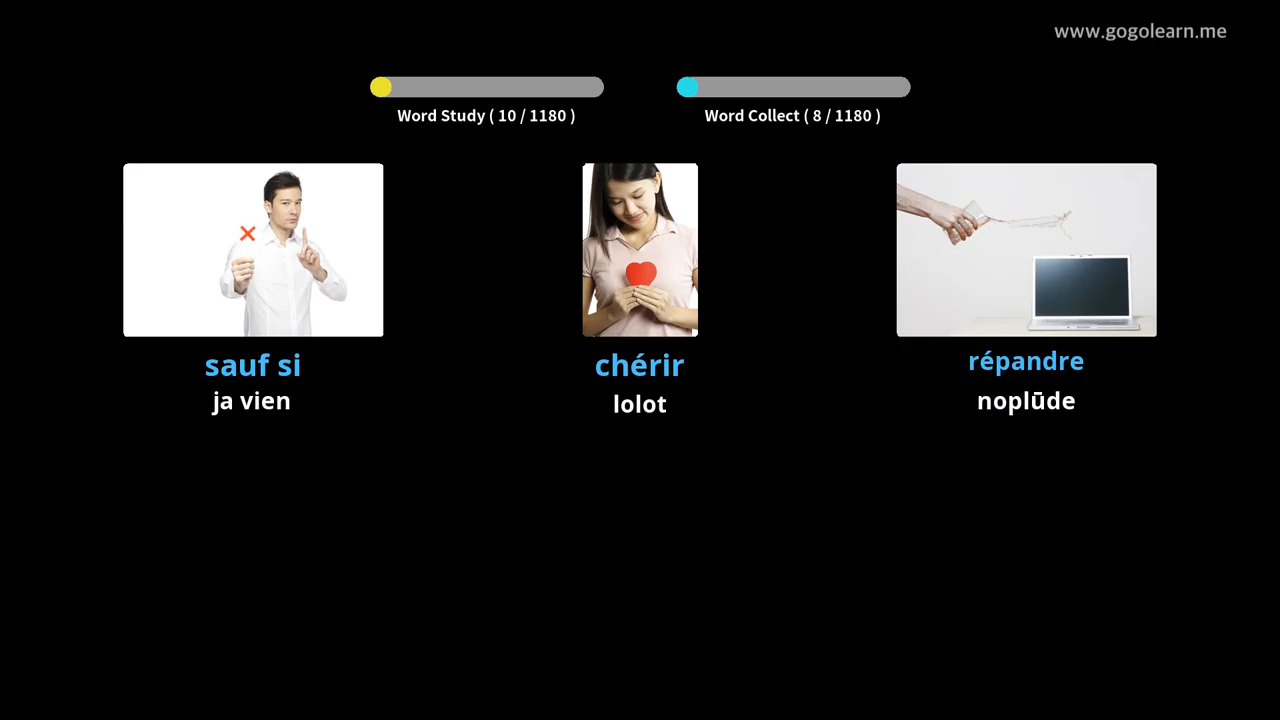 www.gogolearn.me
Word Study ( 10 / 1180 )
Word Collect ( 8 / 1180 )
sauf si
ja vien
chérir
lolot
répandre
noplūde